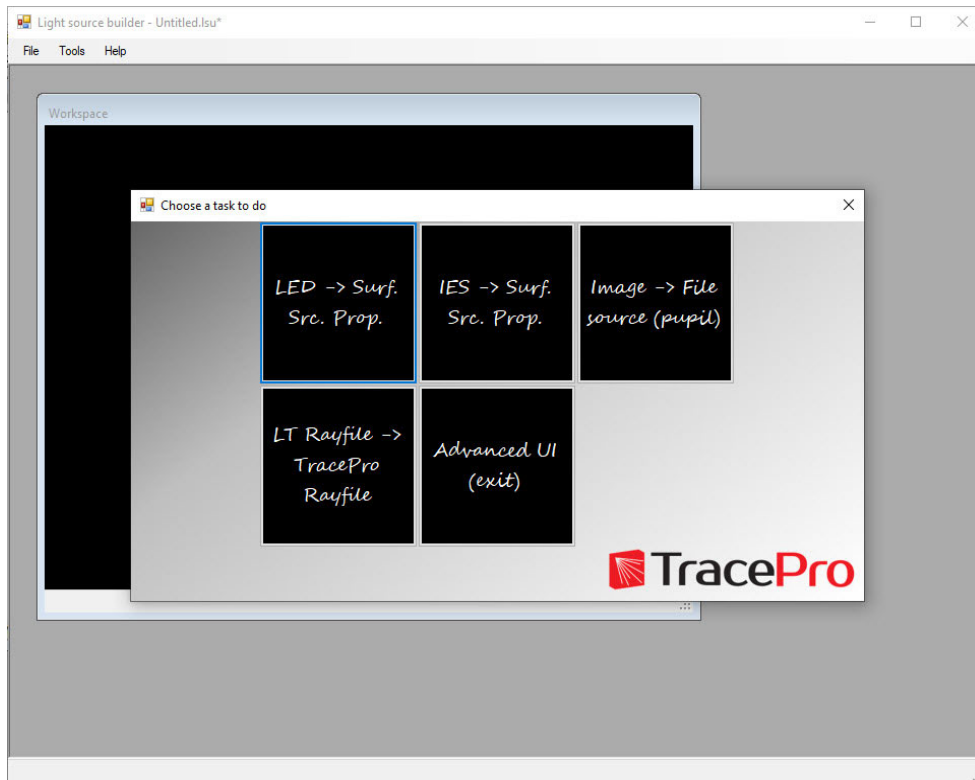 Light source builder - Untitled.lsu*
File Tools Help
Workspace
Choose a task to do
LED -> Surf.
Src. Prop.
IES -> Surf.
Src. Prop.
Image -> File
source (pupil)
LT Rayfile ->
TracePro
Rayfile
Advanced UI
(exit)
TracePro